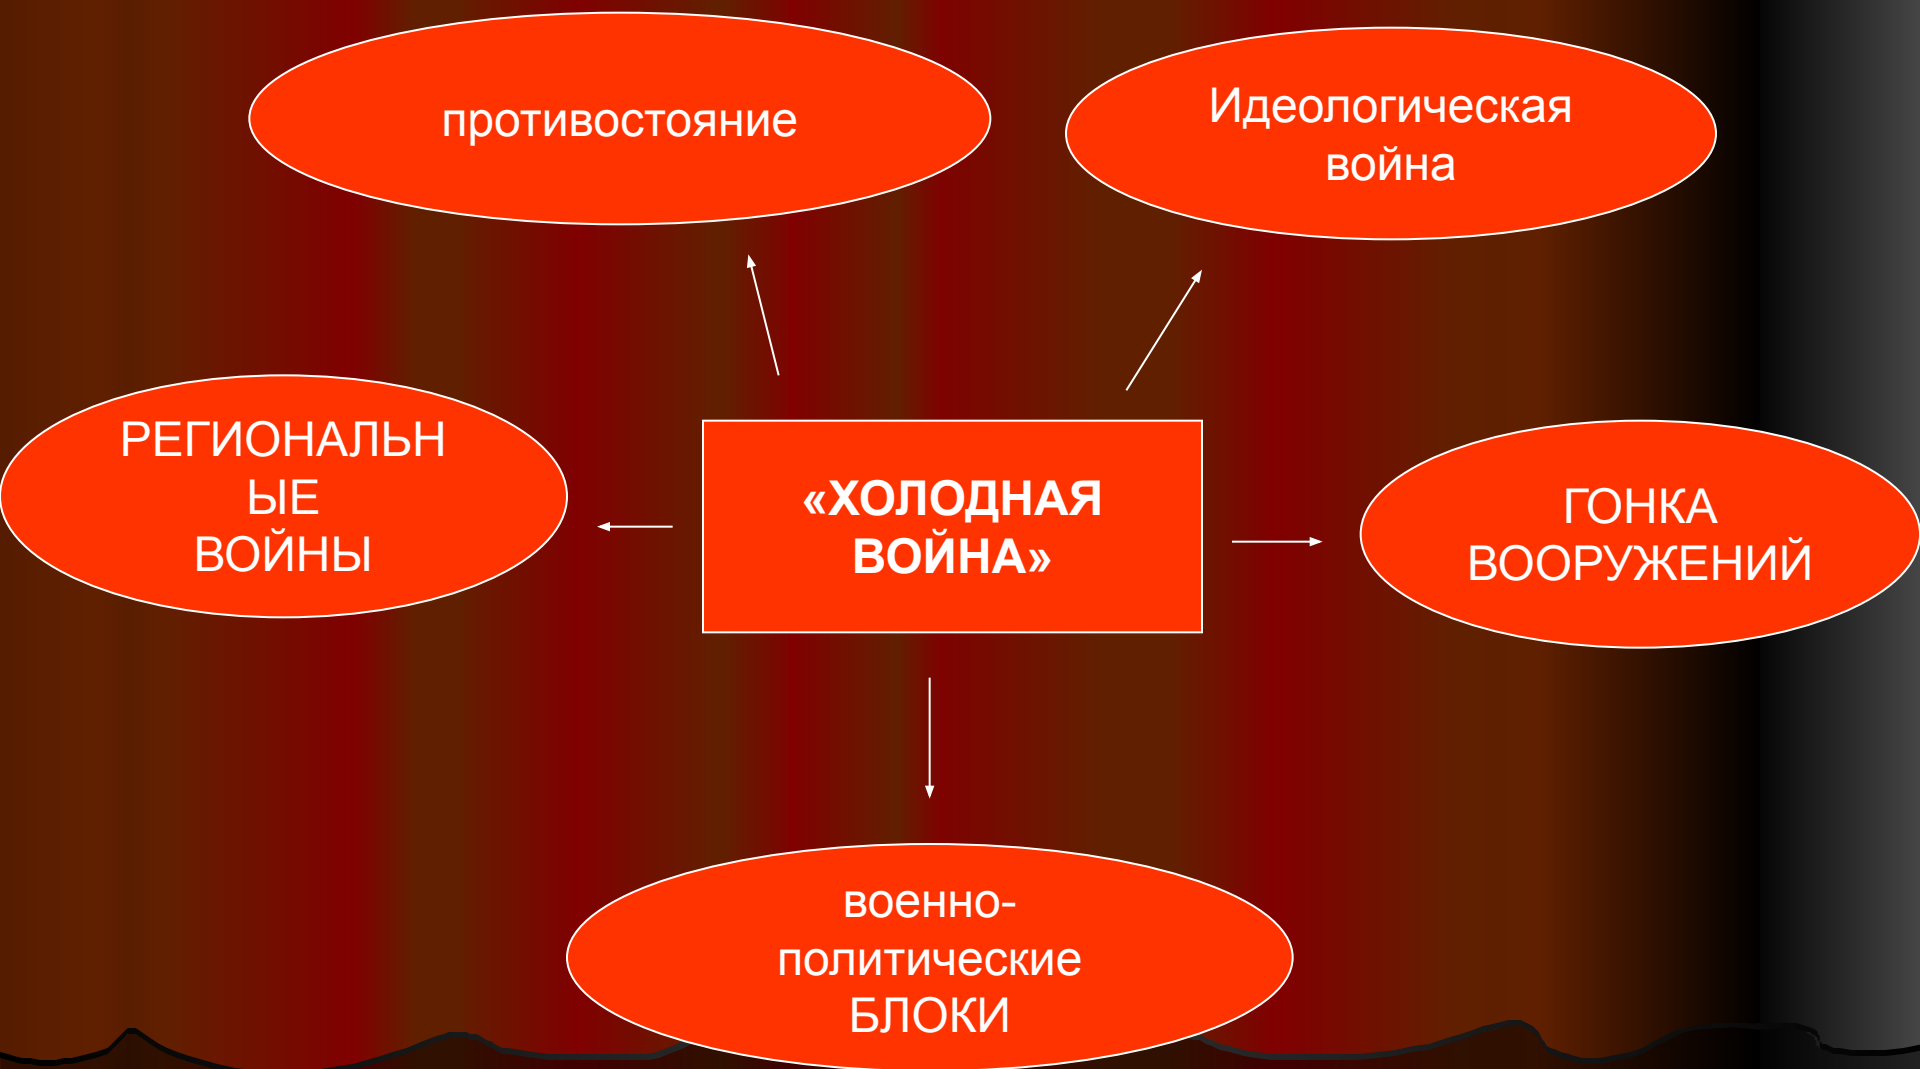 противостояние
Идеологическая
война
РЕГИОНАЛЬН
ЫЕ
ВОЙНЫ
«ХОЛОДНАЯ
ВОЙНА»
ГОНКА
ВООРУЖЕНИЙ
военно-
политические
БЛОКИ